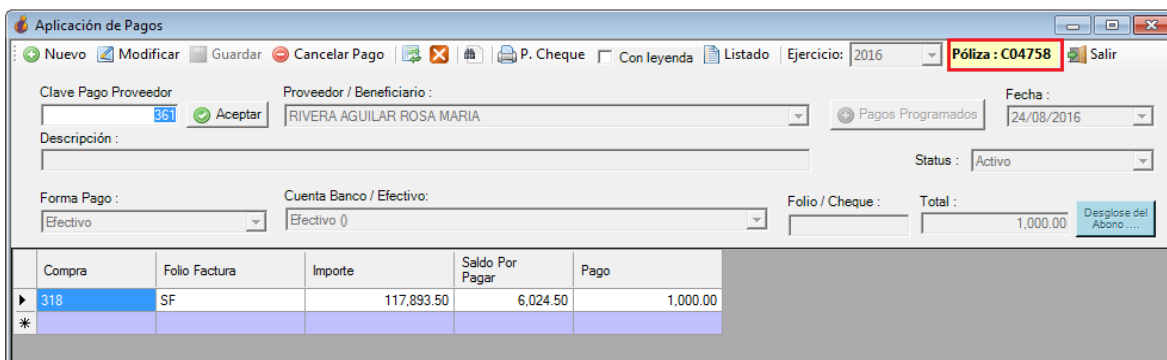 Aplicación de Pagos
Nuevo Modificar Guardar Cancelar Pago P. Cheque Con leyenda Listado Ejercicio: 2016 Póliza : C04758 Salir
Clave Pago Proveedor Proveedor / Beneficiario : Fecha :
361 Aceptar RIVERA AGUILAR ROSA MARIA Pagos Programados 24/08/2016
Descripción :
Status : Activo
Forma Pago : Cuenta Banco / Efectivo: Folio / Cheque : Total :
Efectivo Efectivo () 1,000.00 Desglose del
Abono ....
Compra Folio Factura Importe Saldo Por
Pagar Pago
318 SF 117,893.50 6,024.50 1,000.00